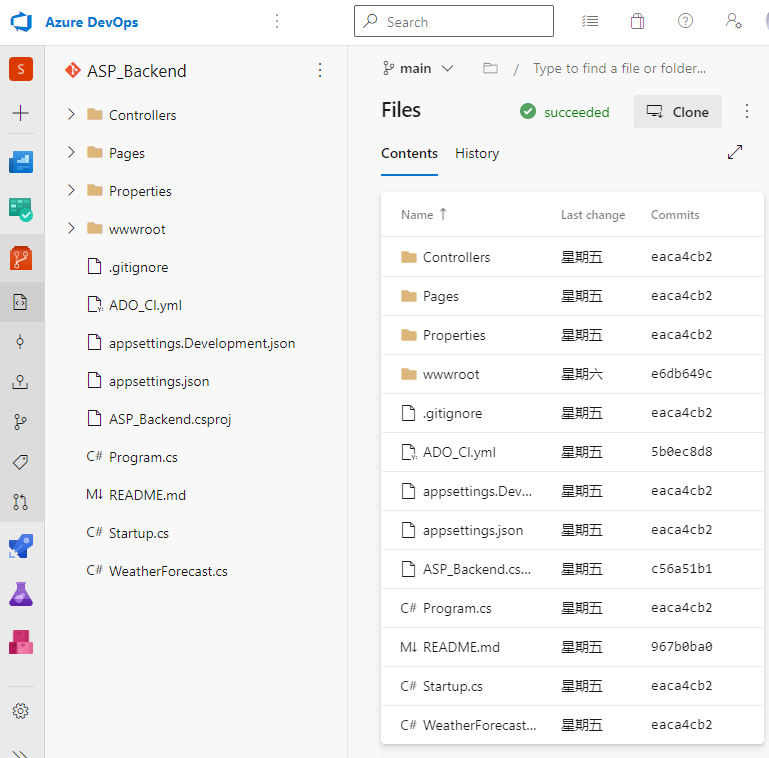 Azure DevOps
Search
S
ASP_Backend
Controllers
Pages
Properties
wwwroot
.gitignore
ADO_CI.yml
appsettings.Development.json
appsettings.json
ASP_Backend.csproj
C# Program.cs
M↓ README.md
C# Startup.cs
C# WeatherForecast.cs
main / Type to find a file or folder...
Files succeeded Clone
Contents History
Name ↑ Last change Commits
Controllers 星期五 eaca4cb2
Pages 星期五 eaca4cb2
Properties 星期五 eaca4cb2
wwwroot 星期六 e6db649c
.gitignore 星期五 eaca4cb2
ADO_CI.yml 星期五 5b0ec8d8
appsettings.Dev... 星期五 eaca4cb2
appsettings.json 星期五 eaca4cb2
ASP_Backend.cs... 星期五 c56a51b1
C# Program.cs 星期五 eaca4cb2
M↓ README.md 星期五 967b0ba0
C# Startup.cs 星期五 eaca4cb2
C# WeatherForecast... 星期五 eaca4cb2